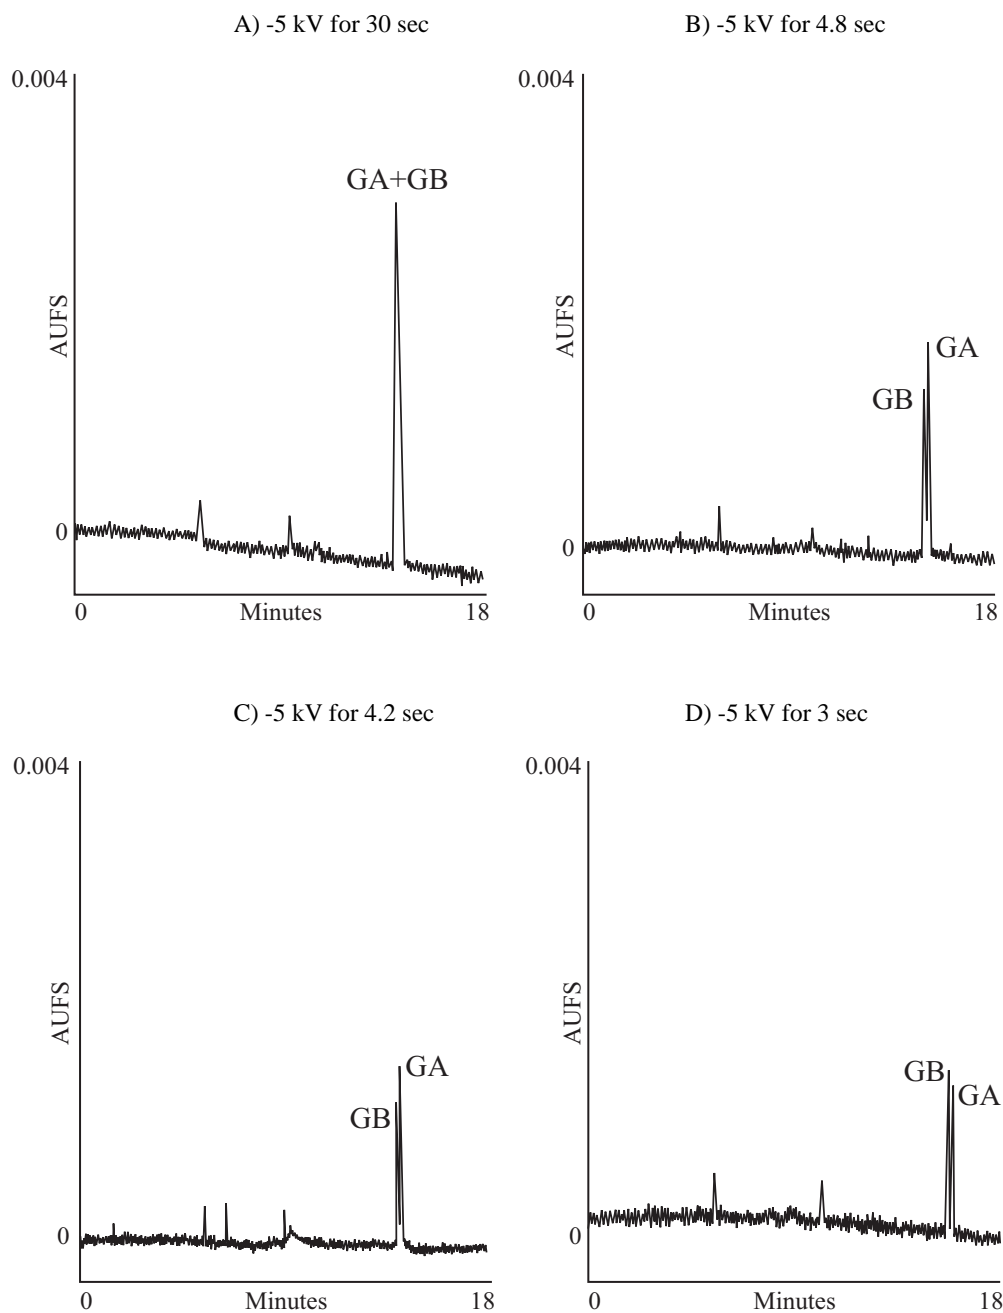 A) -5 kV for 30 sec
0.004
GA+GB
AUFS
0
0
Minutes
18
B) -5 kV for 4.8 sec
0.004
GA
GB
AUFS
0
0
Minutes
18
C) -5 kV for 4.2 sec
0.004
AUFS
GA
GB
0
0
Minutes
18
D) -5 kV for 3 sec
0.004
AUFS
GB
GA
0
0
Minutes
18